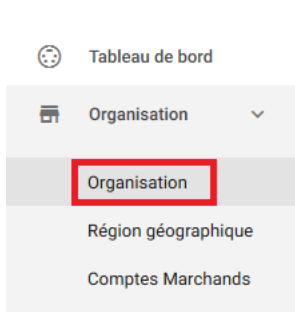 Tableau de bord
Organisation
Organisation
Région géographique
Comptes Marchands